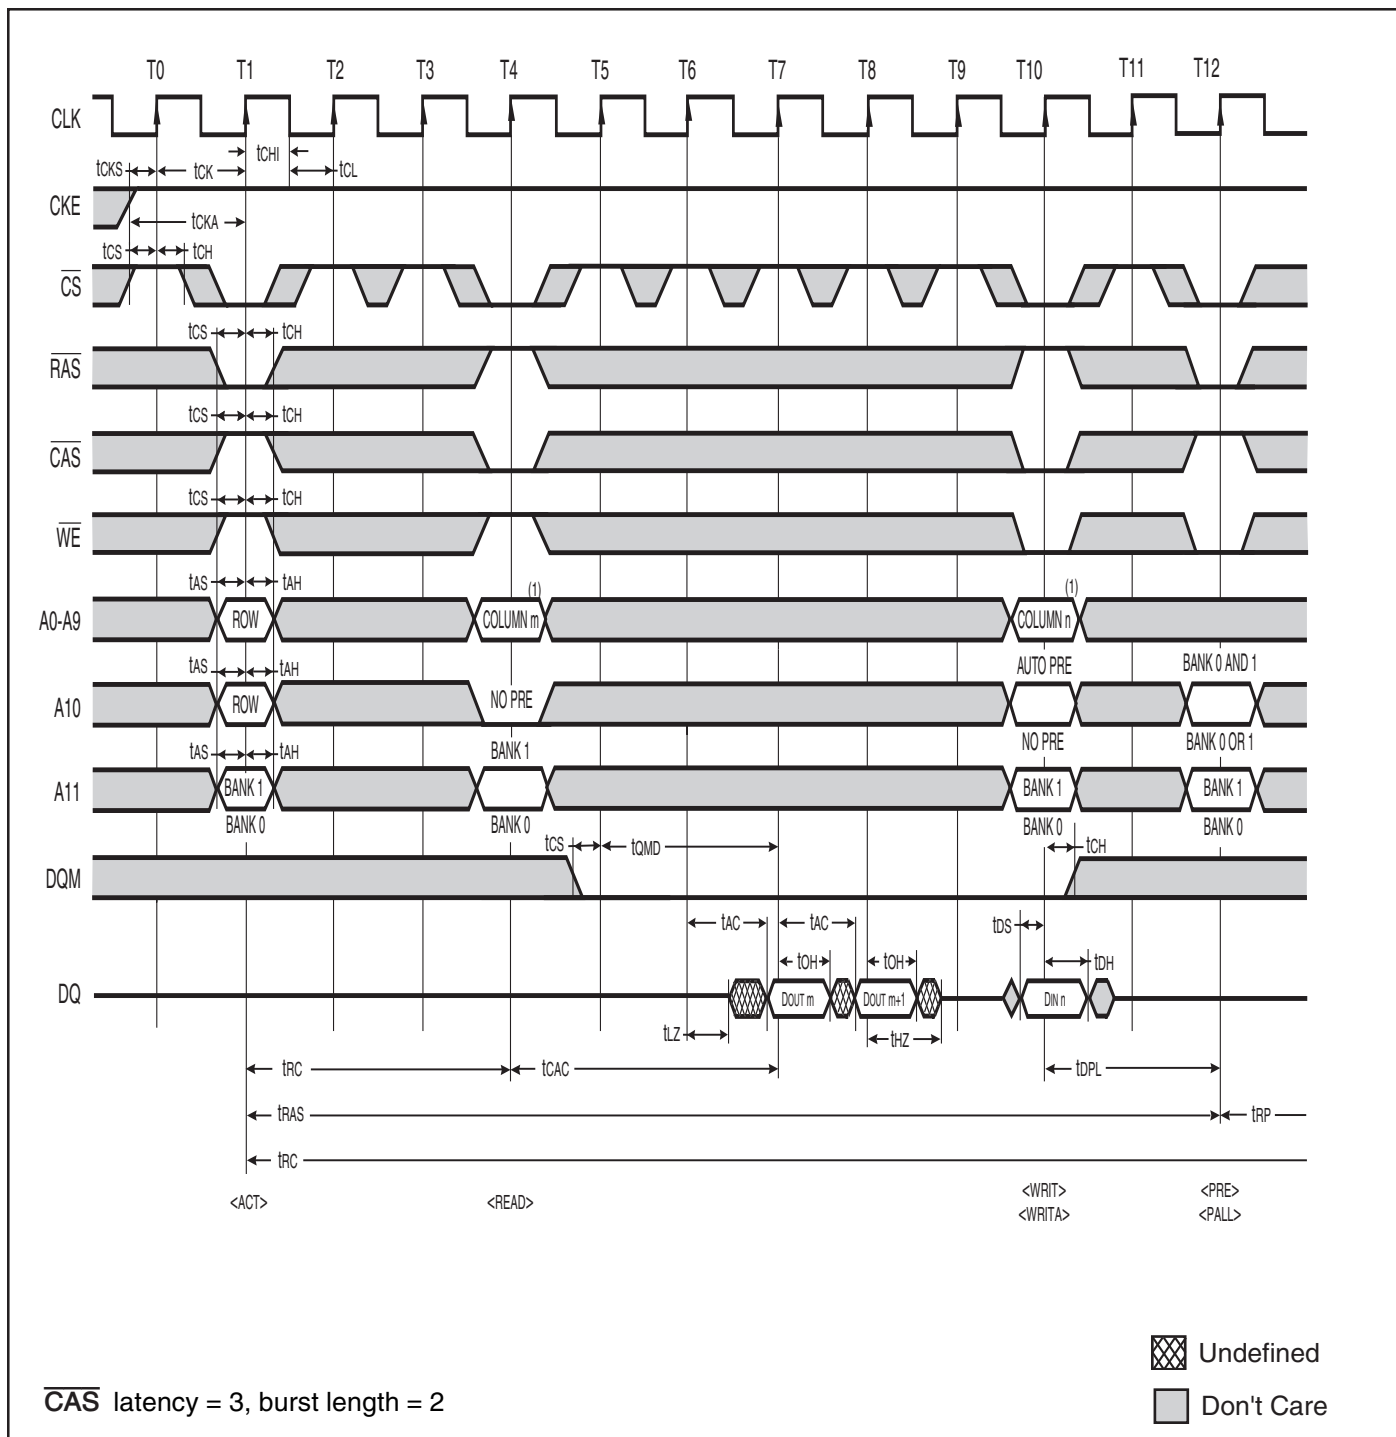 T0 T1 T2 T3 T4 T5 T6 T7 T8 T9 T10 T11 T12
CLK
tCHI
tCKS tCK tCL
CKE
tCKA
tCS tCH
CS
tCS tCH
RAS
tCS tCH
CAS
tCS tCH
WE
tAS tAH (1) (1)
A0-A9 ROW COLUMN m COLUMN n
tAS tAH AUTO PRE BANK 0 AND 1
A10 ROW NO PRE
tAS tAH BANK 1 NO PRE BANK 0 OR 1
A11 BANK 1 BANK 1 BANK 1
BANK 0 BANK 0 BANK 0 BANK 0
tCS tQMD tCH
DQM
tAC tAC tDS
tOH tOH tDH
DQ DOUT m DOUT m+1 DIN n
tLZ tHZ
tRC tCAC tDPL
tRAS tRP
tRC
<ACT> <READ> <WRIT> <PRE>
<WRITA> <PALL>
Undefined
CAS latency = 3, burst length = 2 Don't Care